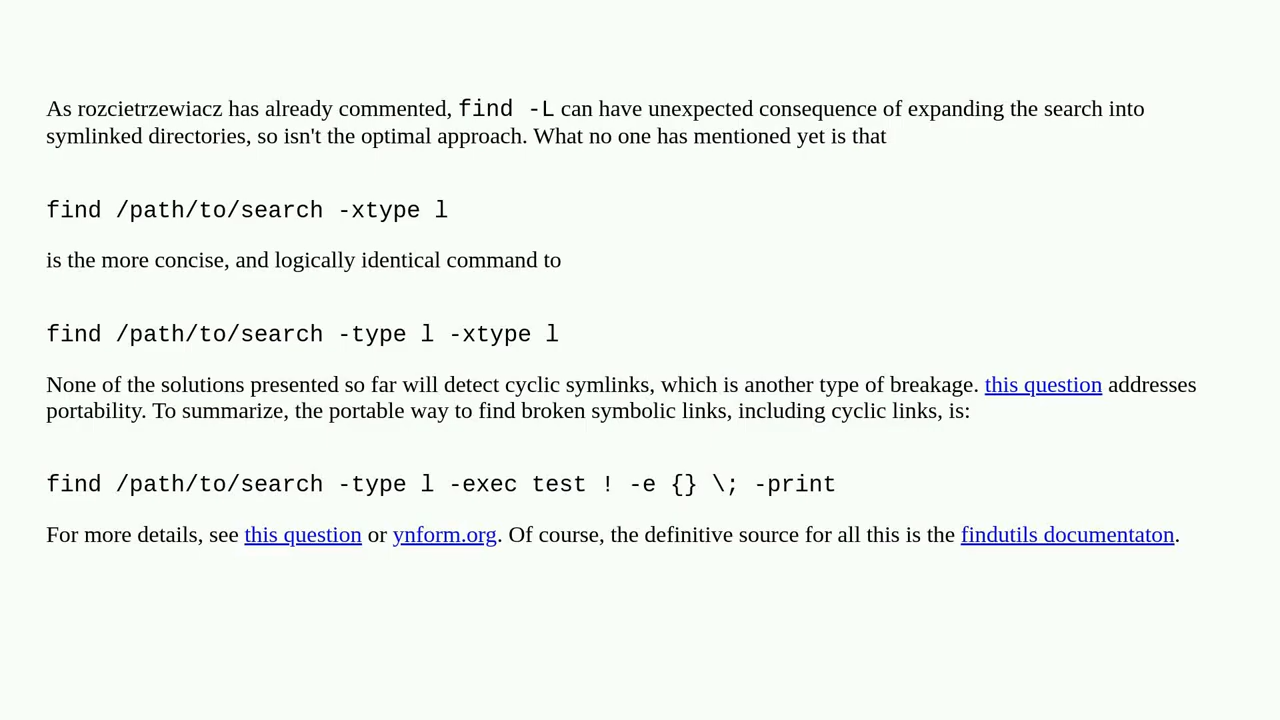 As rozcietrzewiacz has already commented, find -L can have unexpected consequence of expanding the search into
symlinked directories, so isn't the optimal approach. What no one has mentioned yet is that
find /path/to/search -xtype l
is the more concise, and logically identical command to
find /path/to/search -type l -xtype l
None of the solutions presented so far will detect cyclic symlinks, which is another type of breakage. this question addresses
portability. To summarize, the portable way to find broken symbolic links, including cyclic links, is:
find /path/to/search -type l -exec test ! -e {} \; -print
For more details, see this question or ynform.org. Of course, the definitive source for all this is the findutils documentaton.